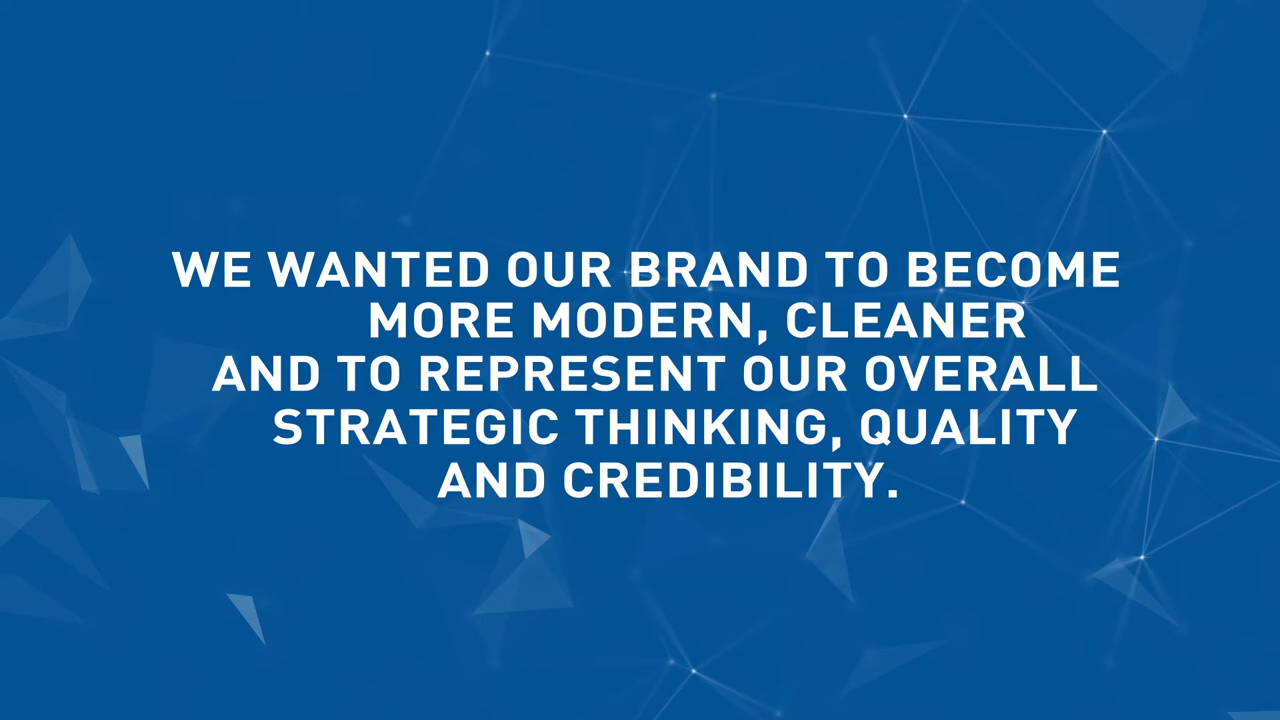 WE WANTED OUR BRAND TO BECOME
MORE MODERN, CLEANER
AND TO REPRESENT OUR OVERALL
STRATEGIC THINKING, QUALITY
AND CREDIBILITY.